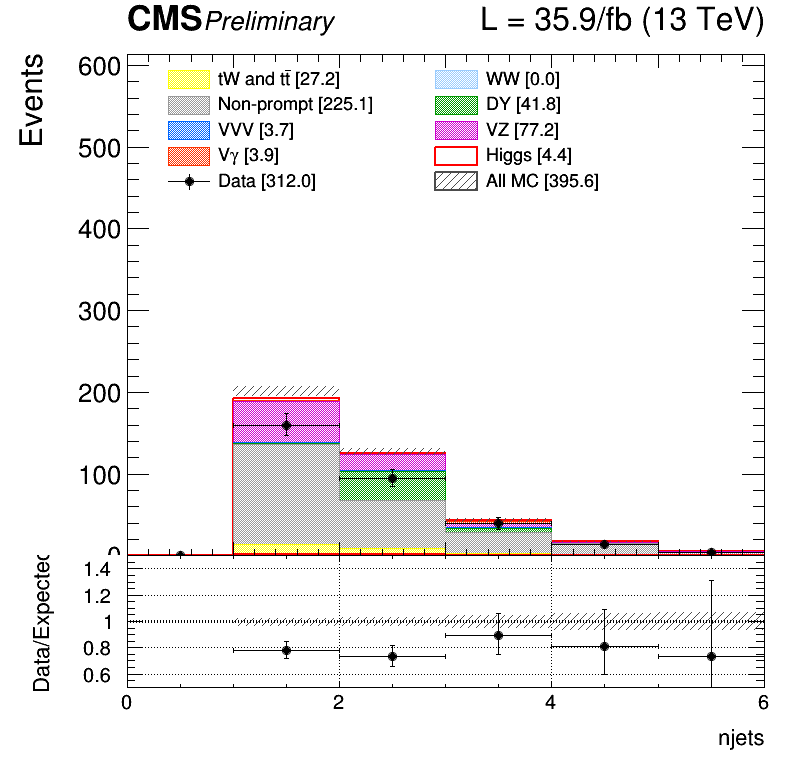 CMS Preliminary L = 35.9/fb (13 TeV)
Events
600
500
400
300
200
100
0
tW and tt̄ [27.2]
Non-prompt [225.1]
VVV [3.7]
Vγ [3.9]
Data [312.0]
WW [0.0]
DY [41.8]
VZ [77.2]
Higgs [4.4]
All MC [395.6]
Data/Expected
1.4
1.2
1
0.8
0.6
0 2 4 6
njets